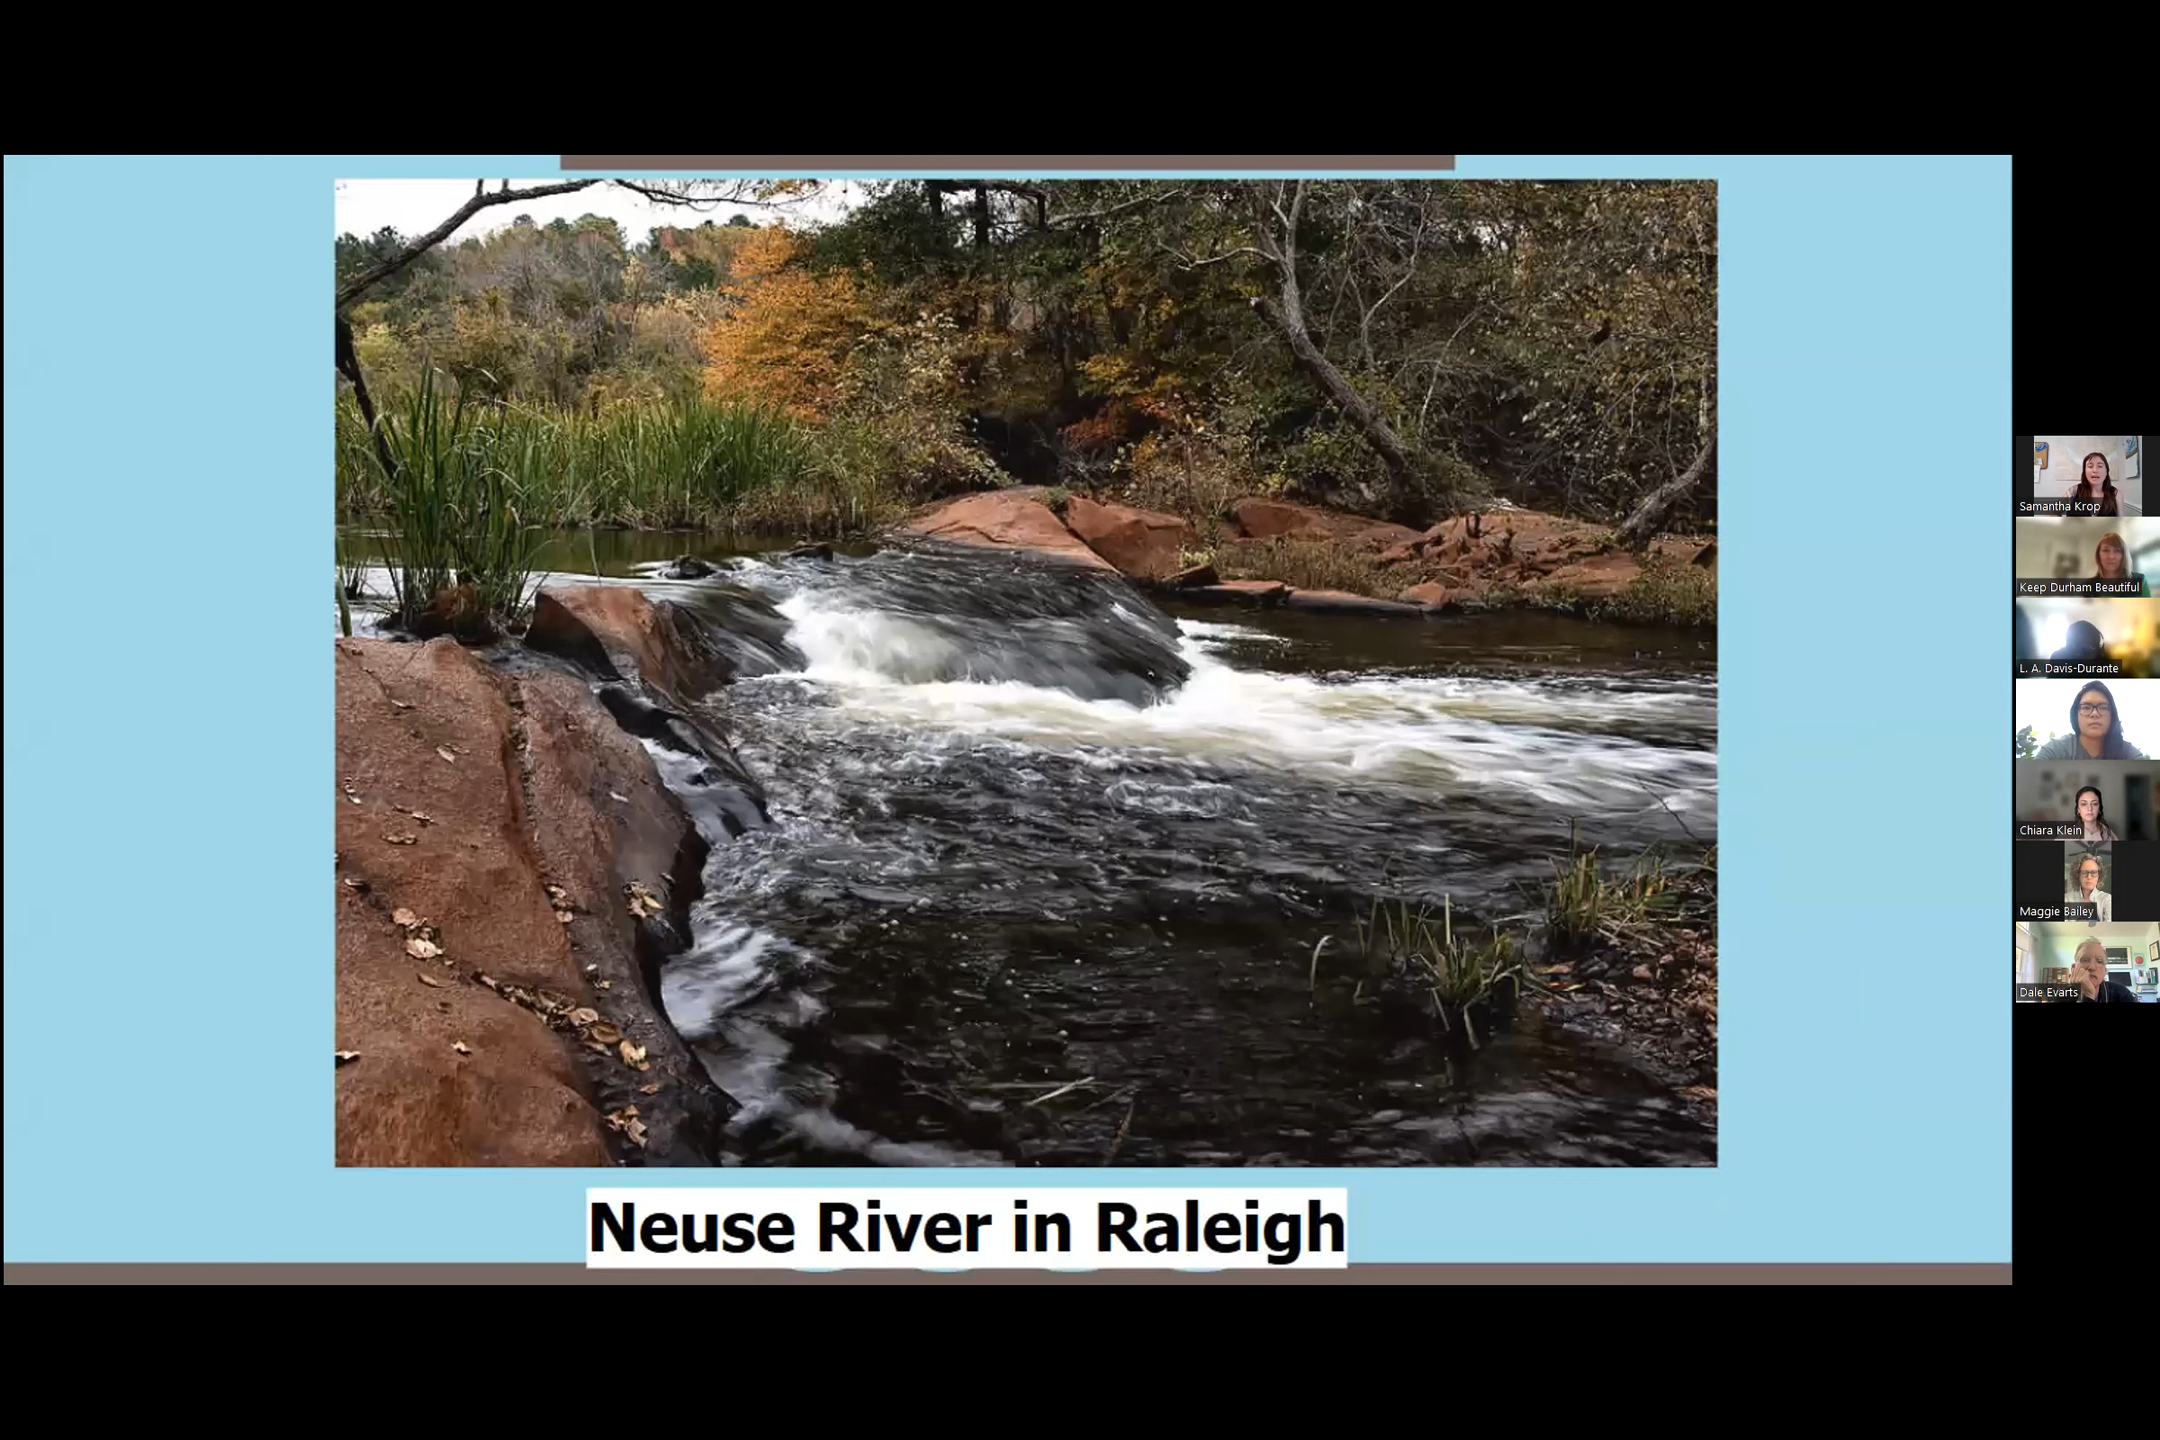 Neuse River in Raleigh
Samantha Krop
Keep Durham Beautiful
L. A. Davis-Durante
Chiara Klein
Maggie Bailey
Dale Evarts